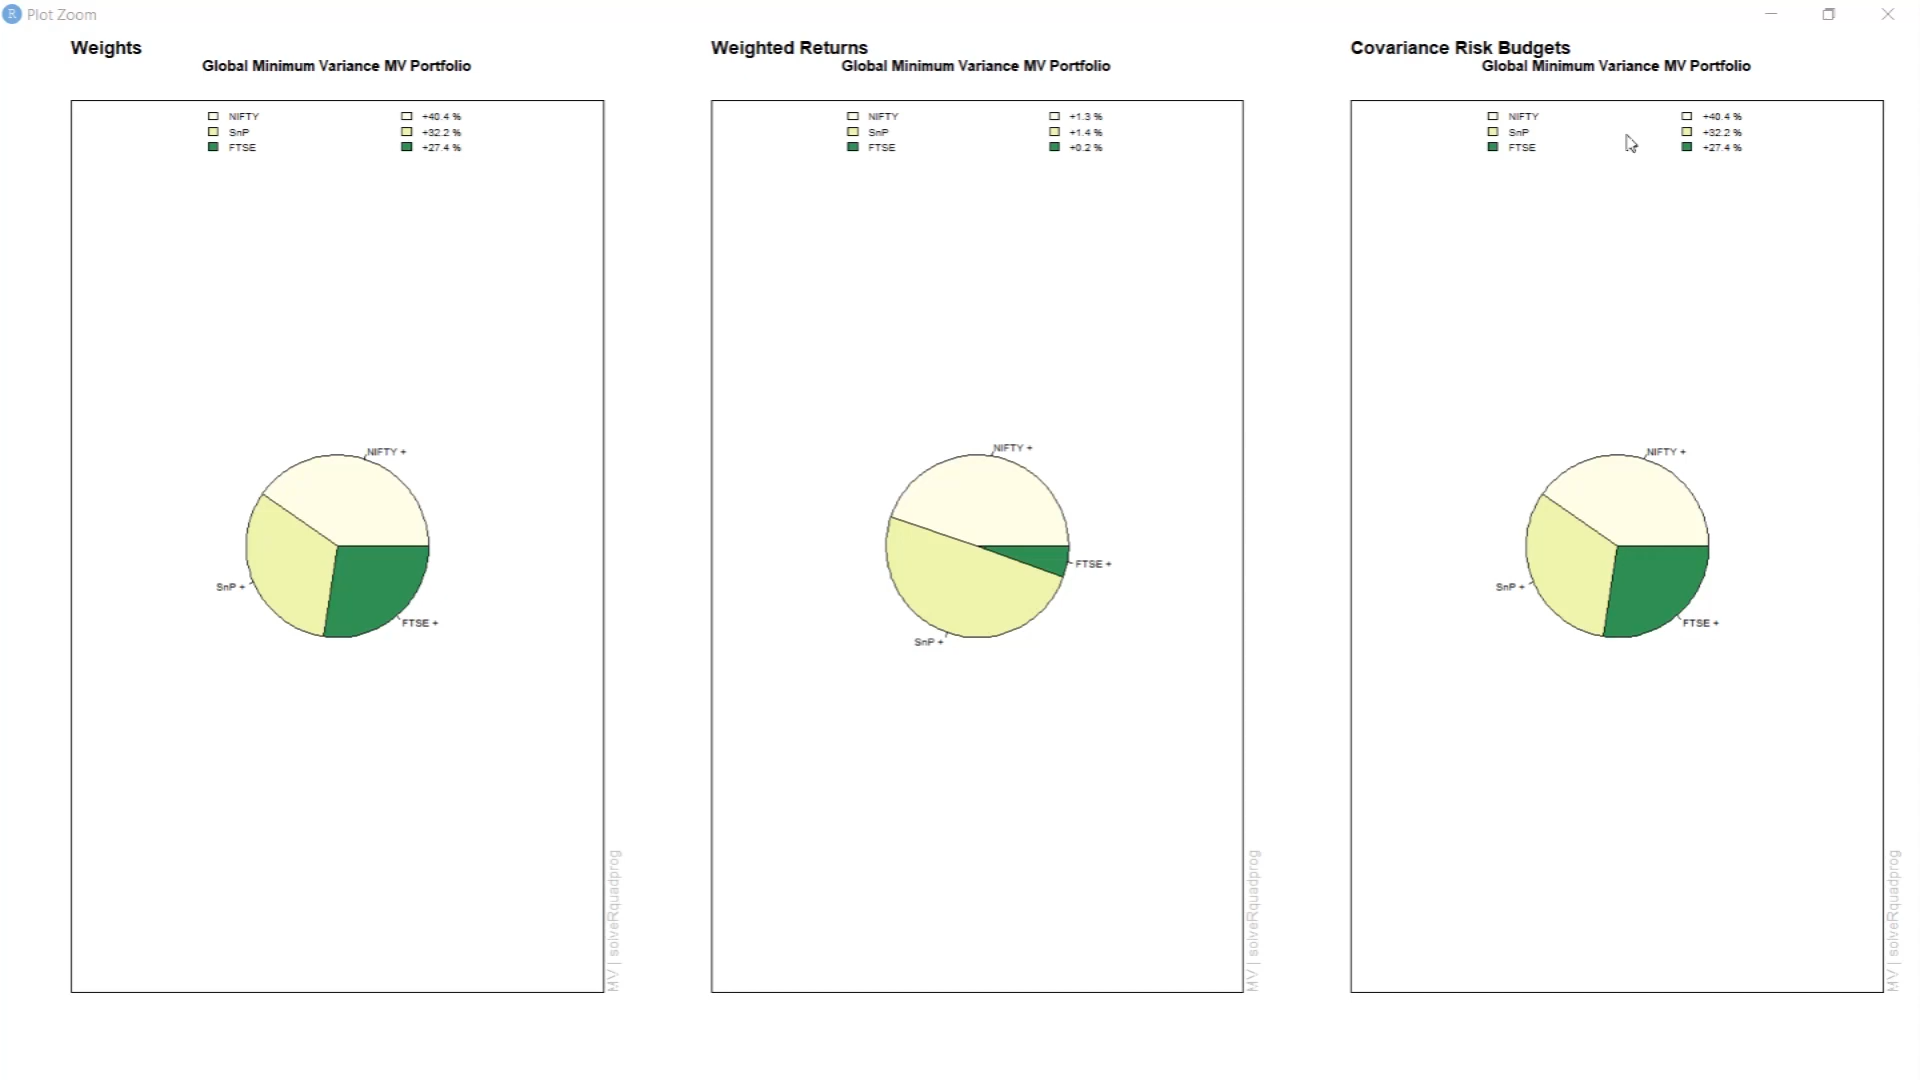 Plot Zoom
Weights
Global Minimum Variance MV Portfolio
NIFTY +40.4 %
SnP +32.2 %
FTSE +27.4 %
NIFTY +
SnP +
FTSE +
MV | solveRquadprog
Weighted Returns
Global Minimum Variance MV Portfolio
NIFTY +1.3 %
SnP +1.4 %
FTSE +0.2 %
NIFTY +
FTSE +
SnP +
MV | solveRquadprog
Covariance Risk Budgets
Global Minimum Variance MV Portfolio
NIFTY +40.4 %
SnP +32.2 %
FTSE +27.4 %
NIFTY +
SnP +
FTSE +
MV | solveRquadprog